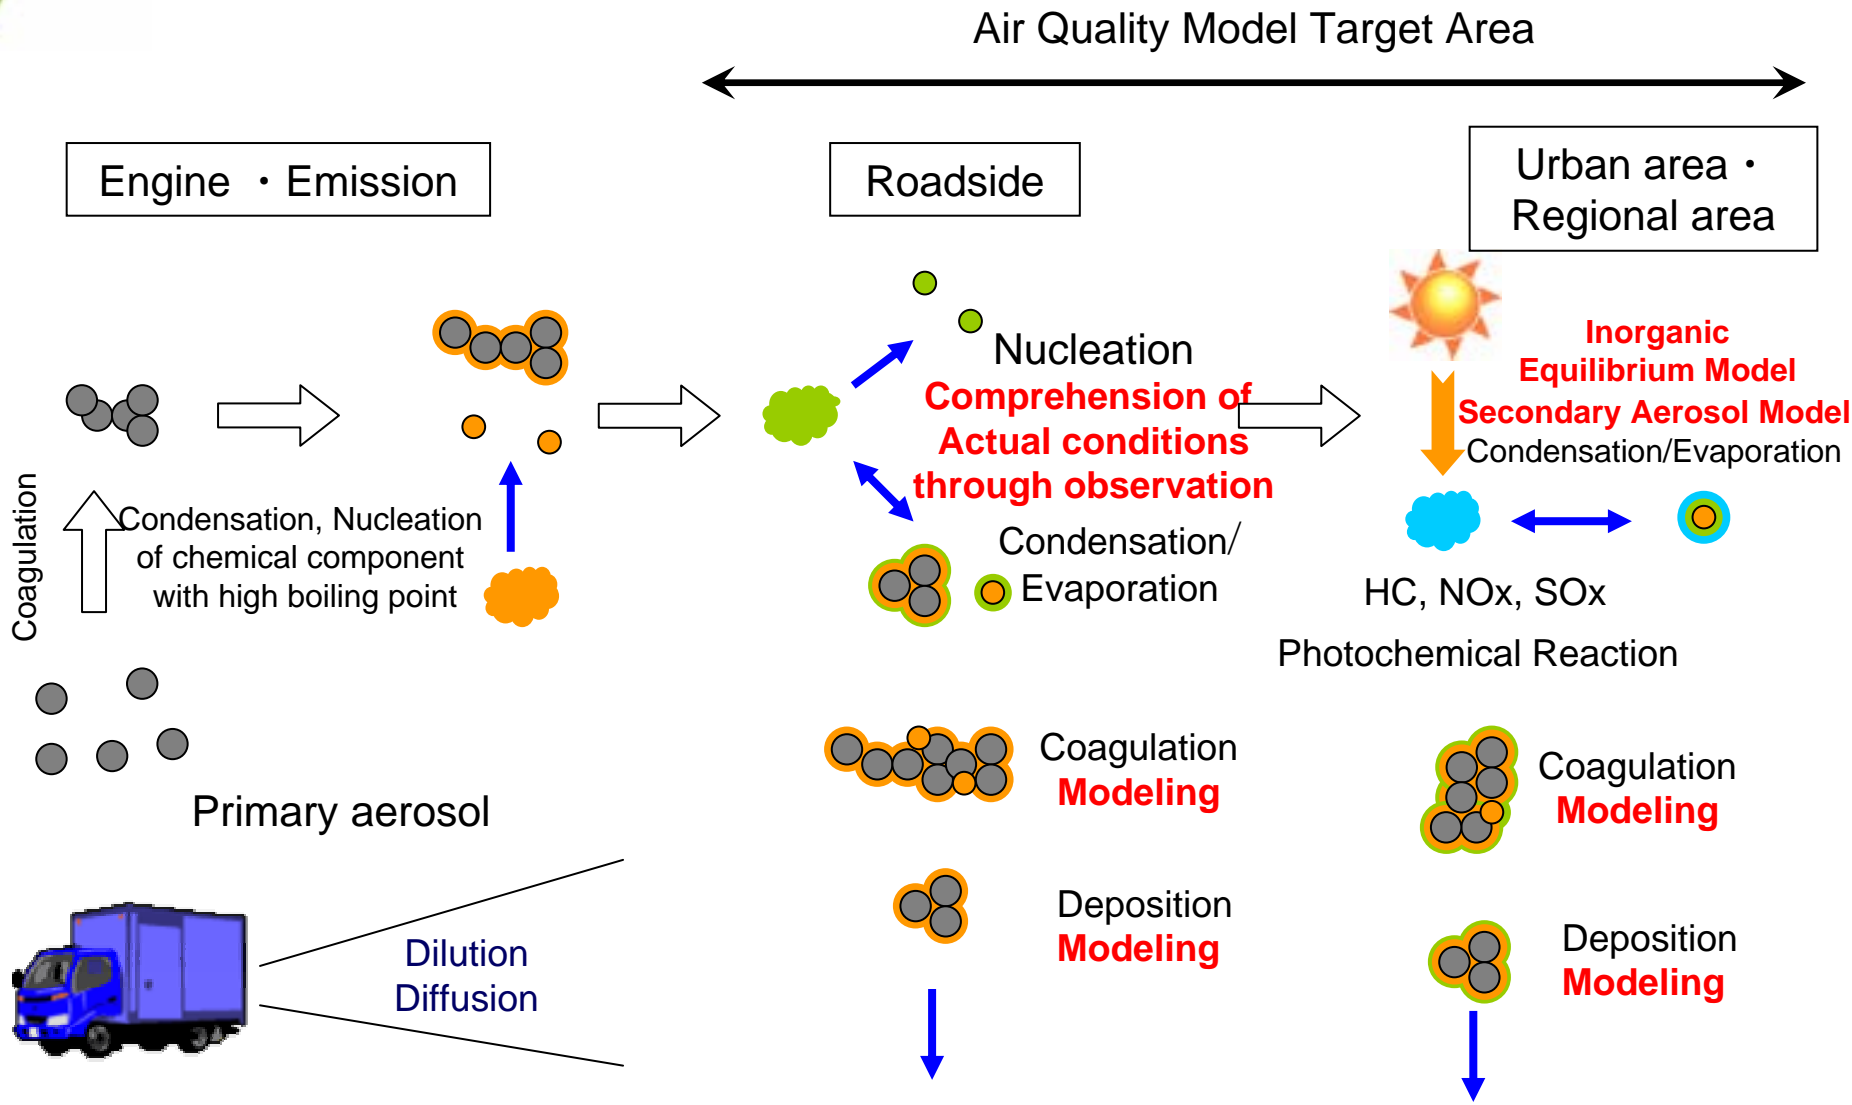 Air Quality Model Target Area
Engine ・Emission
Roadside
Urban area・
Regional area
Coagulation
Condensation, Nucleation
of chemical component
with high boiling point
Primary aerosol
Dilution
Diffusion
Nucleation
Comprehension of
Actual conditions
through observation
Condensation/
Evaporation
Coagulation
Modeling
Deposition
Modeling
Inorganic
Equilibrium Model
Secondary Aerosol Model
Condensation/Evaporation
HC, NOx, SOx
Photochemical Reaction
Coagulation
Modeling
Deposition
Modeling